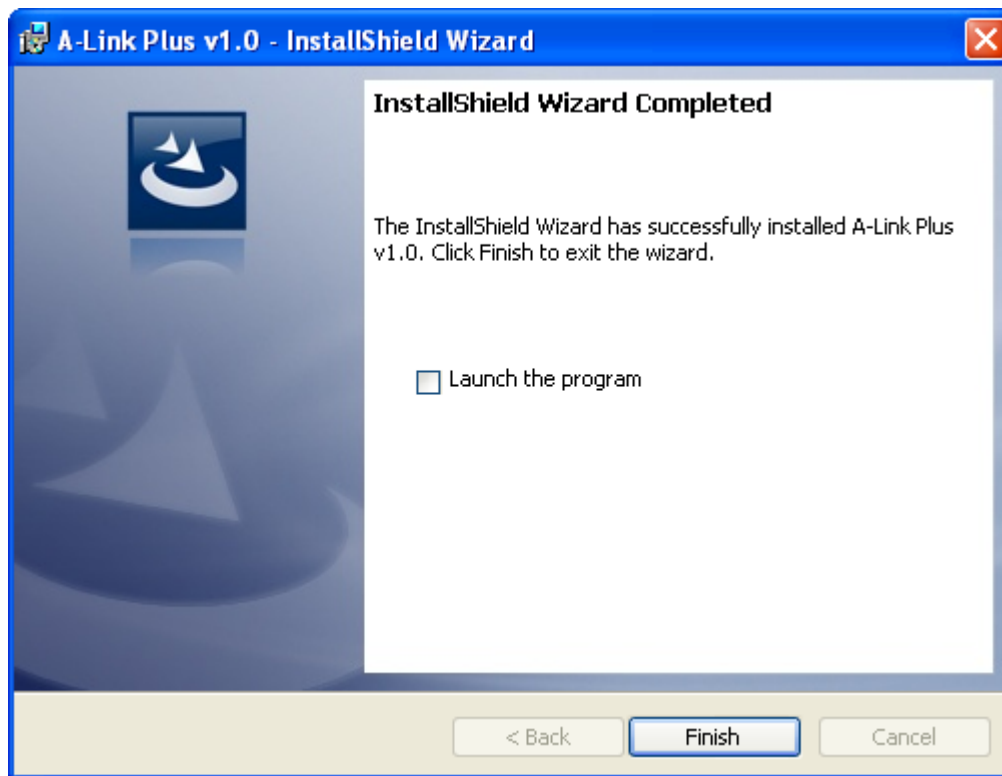 A-Link Plus v1.0 - InstallShield Wizard
InstallShield Wizard Completed
The InstallShield Wizard has successfully installed A-Link Plus
v1.0. Click Finish to exit the wizard.
Launch the program
< Back
Finish
Cancel